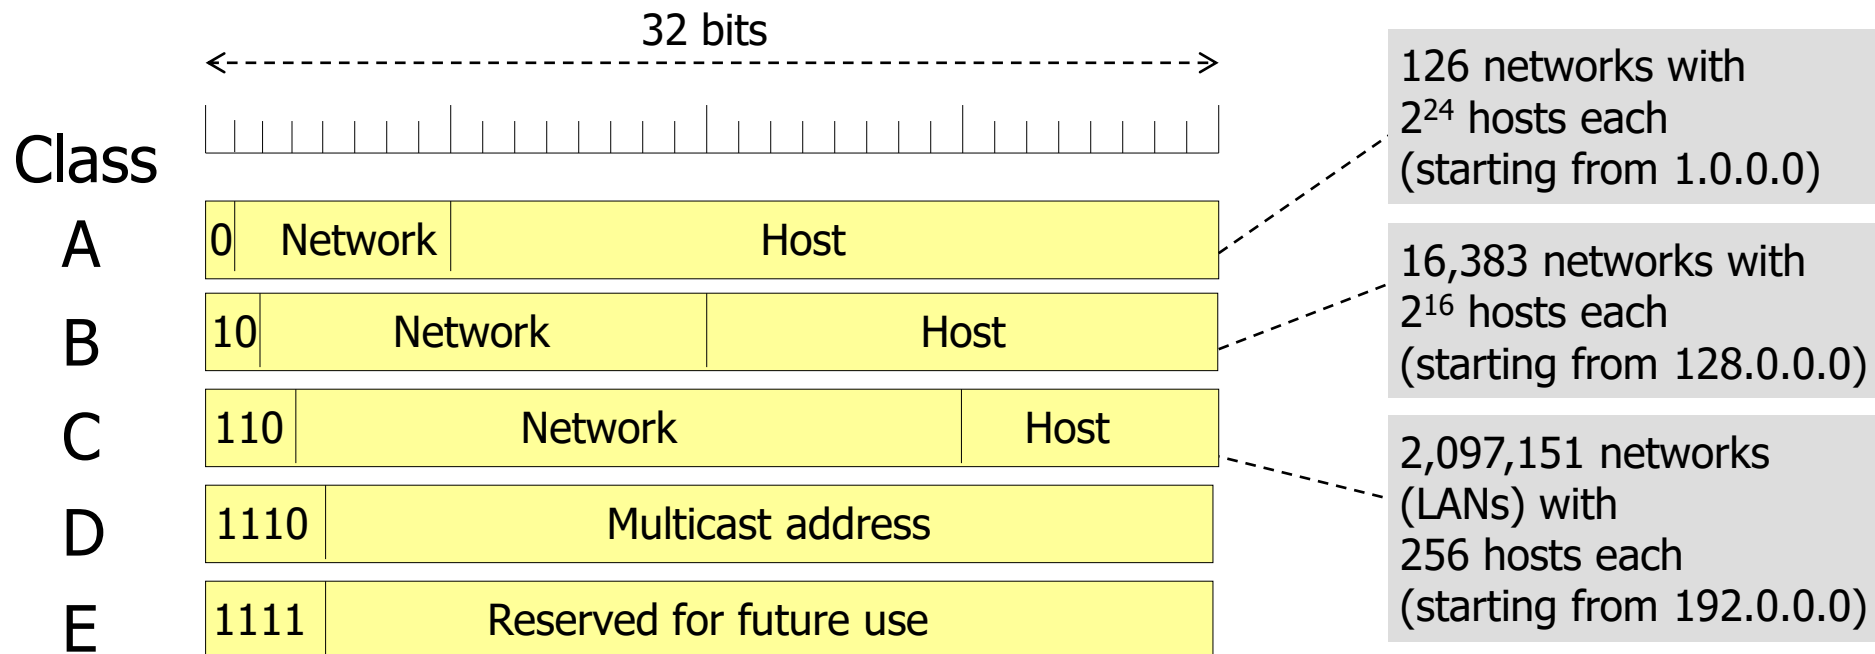 32 bits
Class
A
0 Network Host
B
10 Network Host
C
110 Network Host
D
1110 Multicast address
E
1111 Reserved for future use
126 networks with
2²⁴ hosts each
(starting from 1.0.0.0)
16,383 networks with
2¹⁶ hosts each
(starting from 128.0.0.0)
2,097,151 networks
(LANs) with
256 hosts each
(starting from 192.0.0.0)